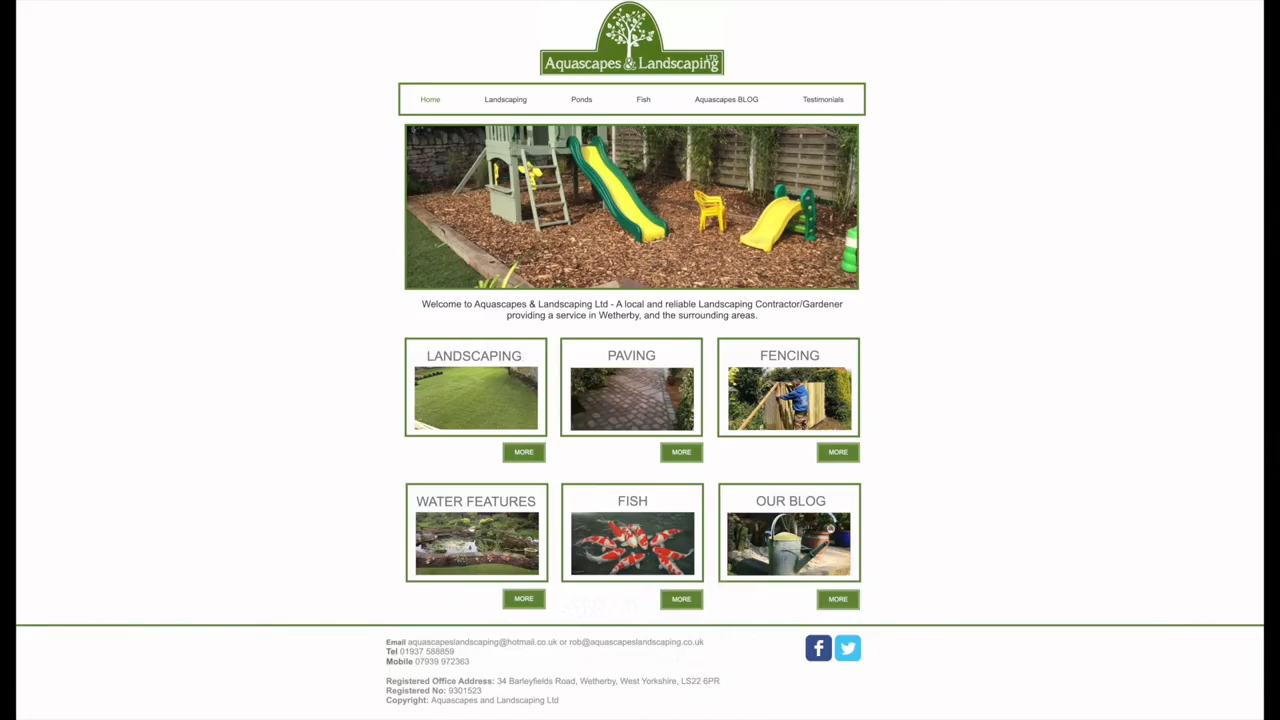 Aquascapes & Landscaping LTD
Home Landscaping Ponds Fish Aquascapes BLOG Testimonials
Welcome to Aquascapes & Landscaping Ltd - A local and reliable Landscaping Contractor/Gardener
providing a service in Wetherby, and the surrounding areas.
LANDSCAPING PAVING FENCING
MORE MORE MORE
WATER FEATURES FISH OUR BLOG
MORE MORE MORE
Email aquascapeslandscaping@hotmail.co.uk or rob@aquascapeslandscaping.co.uk
Tel 01937 588859
Mobile 07939 972363
Registered Office Address: 34 Barleyfields Road, Wetherby, West Yorkshire, LS22 6PR
Registered No: 9301523
Copyright: Aquascapes and Landscaping Ltd